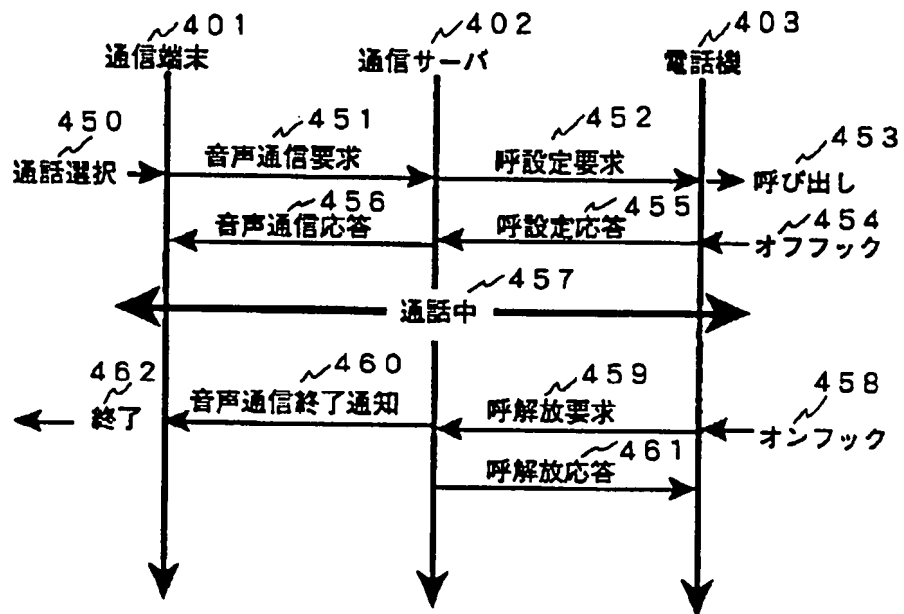 401 402 403
通信端末 通信サーバ 電話機
450 451 452 453
通話選択 音声通信要求 呼設定要求 呼び出し
456 455 454
音声通信応答 呼設定応答 オフフック
457
通話中
462 460 459 458
終了 音声通信終了通知 呼解放要求 オンフック
461
呼解放応答